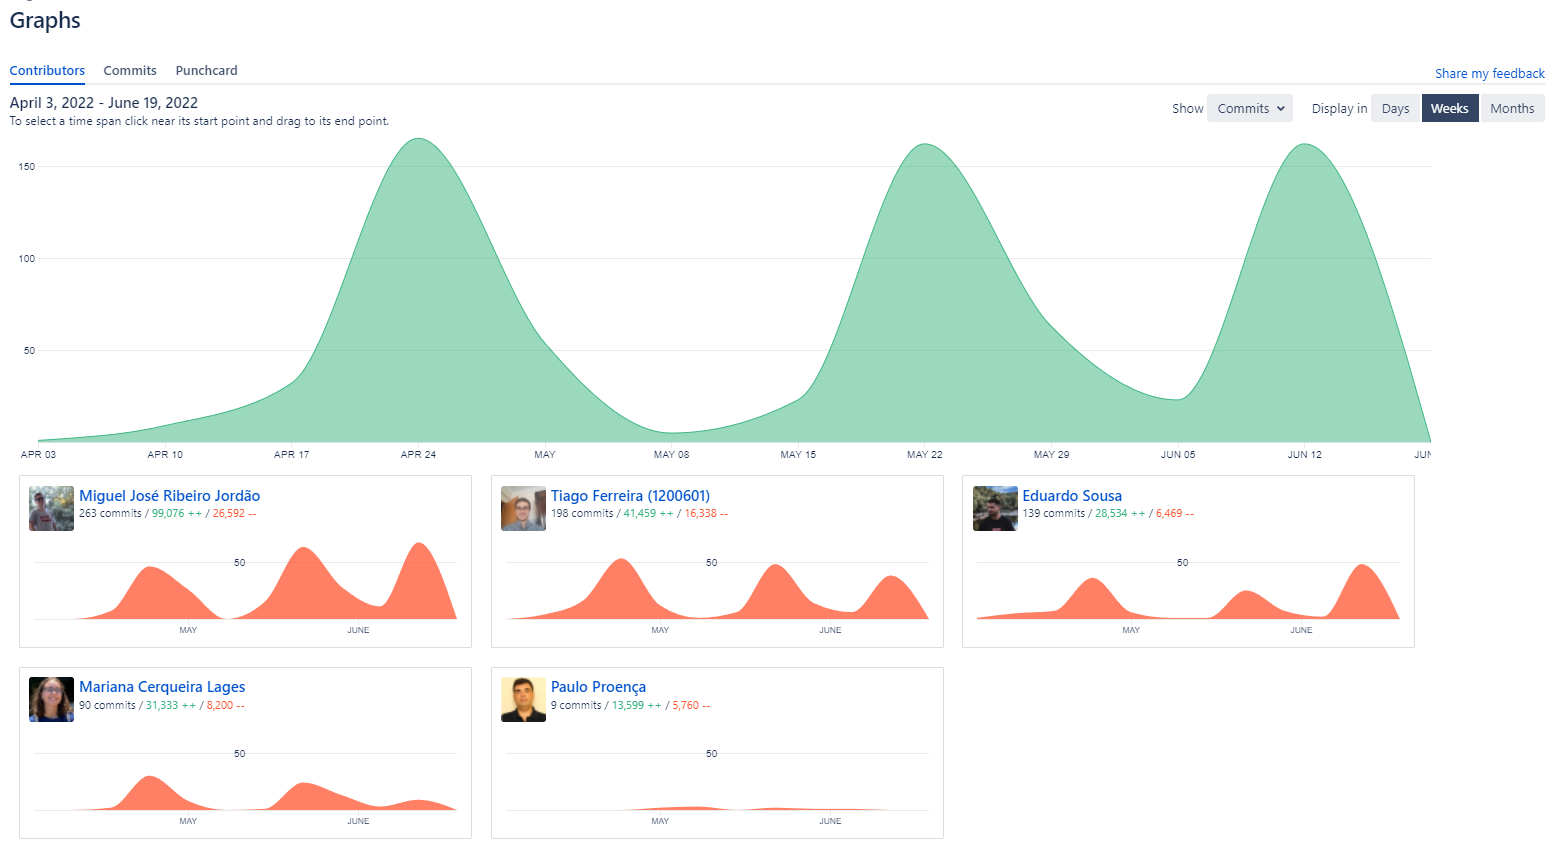 Graphs
Contributors Commits Punchcard
Share my feedback
April 3, 2022 - June 19, 2022
Show Commits Display in Days Weeks Months
To select a time span click near its start point and drag to its end point.
150
100
50
APR 03 APR 10 APR 17 APR 24 MAY MAY 08 MAY 15 MAY 22 MAY 29 JUN 05 JUN 12 JUN
Miguel José Ribeiro Jordão
263 commits / 99,076 ++ / 26,592 --
50
MAY JUNE
Tiago Ferreira (1200601)
198 commits / 41,459 ++ / 16,338 --
50
MAY JUNE
Eduardo Sousa
139 commits / 28,534 ++ / 6,469 --
50
MAY JUNE
Mariana Cerqueira Lages
90 commits / 31,333 ++ / 8,200 --
50
MAY JUNE
Paulo Proença
9 commits / 13,599 ++ / 5,760 --
50
MAY JUNE